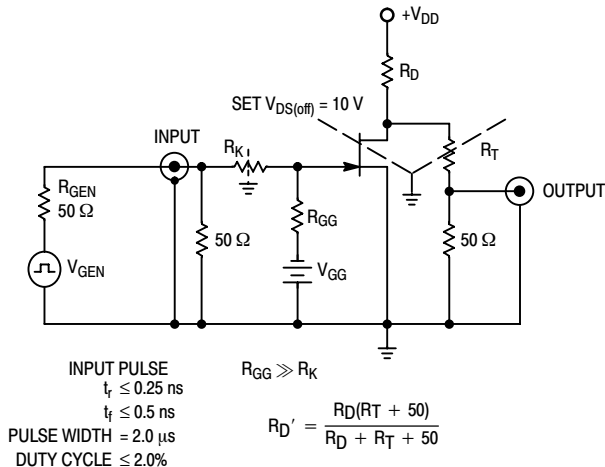 +VDD
RD
SET VDS(off) = 10 V
INPUT
RK
RT
OUTPUT
RGEN
50 Ω
RGG
50 Ω
50 Ω
VGEN
VGG
INPUT PULSE
tr ≤ 0.25 ns
tf ≤ 0.5 ns
PULSE WIDTH = 2.0 μs
DUTY CYCLE ≤ 2.0%
RGG ≫ RK
RD′ = RD(RT + 50) / RD + RT + 50